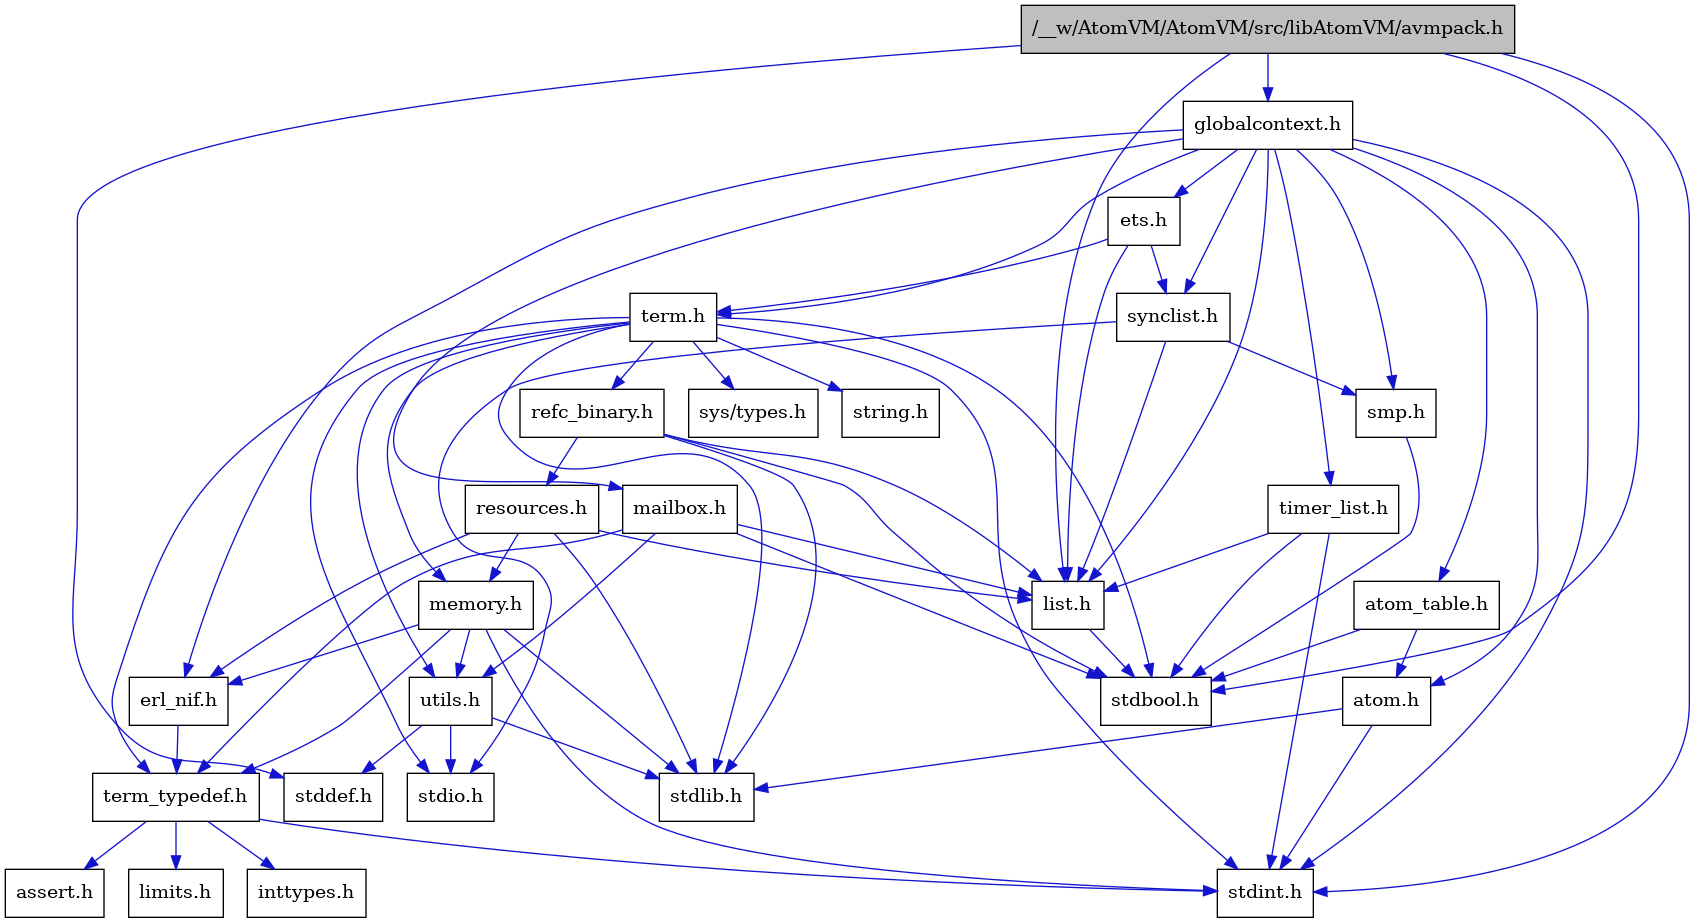 /__w/AtomVM/AtomVM/src/libAtomVM/avmpack.h
globalcontext.h
ets.h
term.h
synclist.h
refc_binary.h
sys/types.h
string.h
smp.h
resources.h
mailbox.h
timer_list.h
memory.h
list.h
atom_table.h
erl_nif.h
utils.h
stdbool.h
atom.h
term_typedef.h
stddef.h
stdio.h
stdlib.h
assert.h
limits.h
inttypes.h
stdint.h